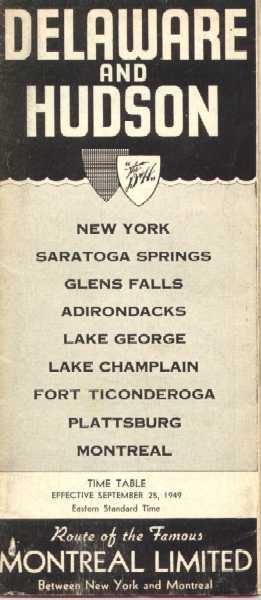 DELAWARE
AND
HUDSON
The
D&H
NEW YORK
SARATOGA SPRINGS
GLENS FALLS
ADIRONDACKS
LAKE GEORGE
LAKE CHAMPLAIN
FORT TICONDEROGA
PLATTSBURG
MONTREAL
TIME TABLE
EFFECTIVE SEPTEMBER 25, 1949
Eastern Standard Time
Route of the Famous
MONTREAL LIMITED
Between New York and Montreal